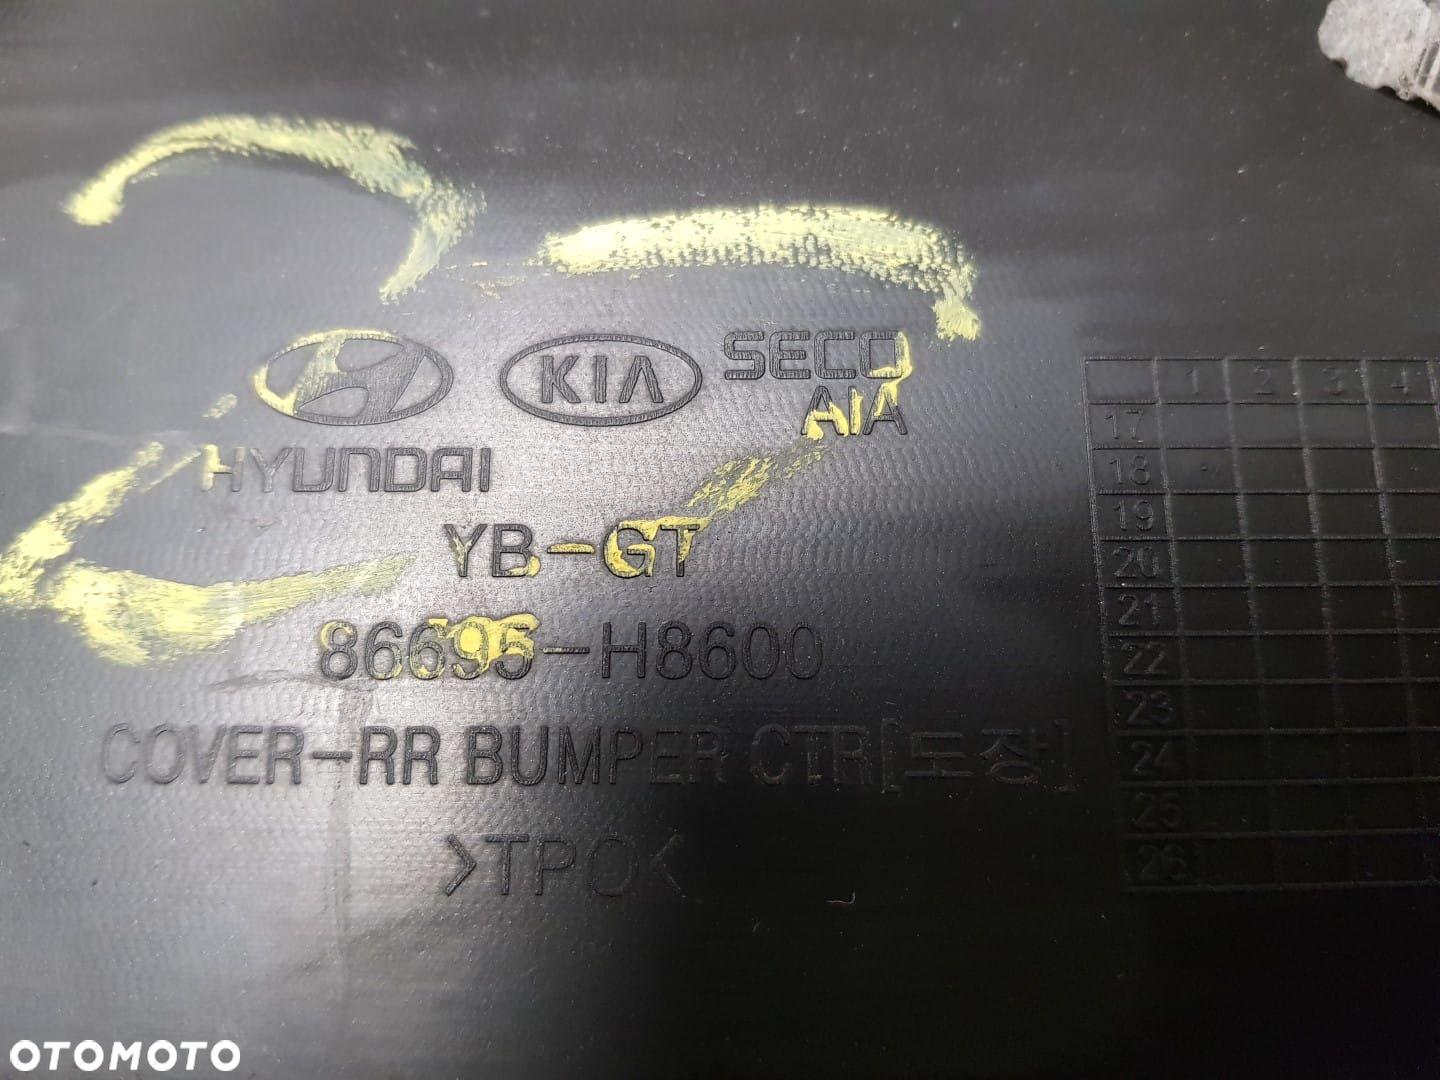 KIA
SECO
AIA
HYUNDAI
YB-GT
86695-H8600
COVER-RR BUMPER CTR[도장]
>TPO<
1 2 3 4
17
18
19
20
21
22
23
24
25
26
OTOMOTO